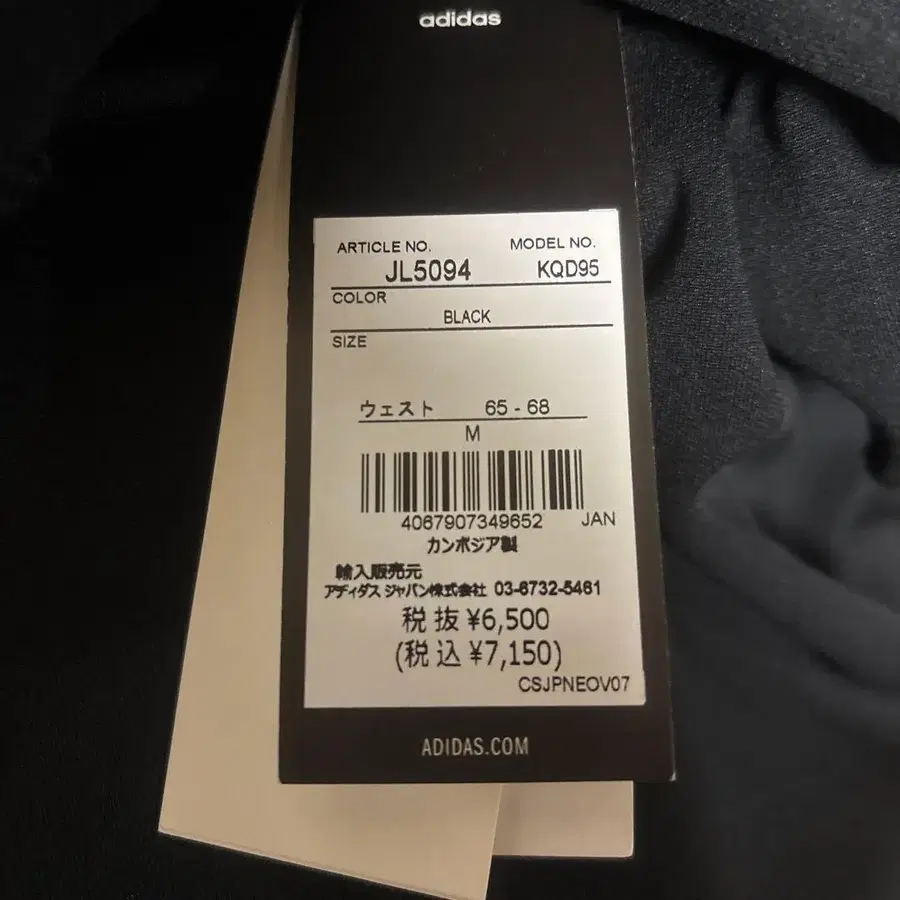 adidas
ARTICLE NO. MODEL NO.
JL5094 KQD95
COLOR
BLACK
SIZE
ウェスト 65 - 68
M
4067907349652 JAN
カンボジア製
輸入販売元
アディダス ジャパン株式会社 03-6732-5461
税 抜 ¥6,500
(税 込 ¥7,150)
CSJPNEOV07
ADIDAS.COM